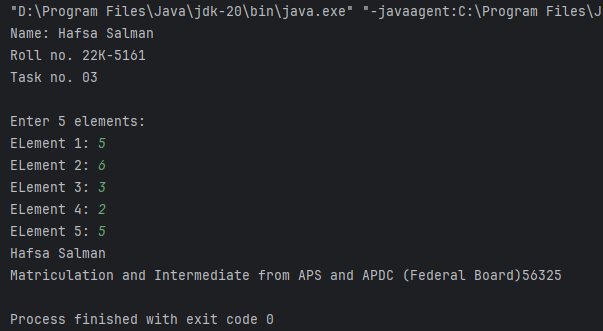 "D:\Program Files\Java\jdk-20\bin\java.exe" "-javaagent:C:\Program Files\J
Name: Hafsa Salman
Roll no. 22K-5161
Task no. 03
Enter 5 elements:
ELement 1: 5
ELement 2: 6
ELement 3: 3
ELement 4: 2
ELement 5: 5
Hafsa Salman
Matriculation and Intermediate from APS and APDC (Federal Board)56325
Process finished with exit code 0